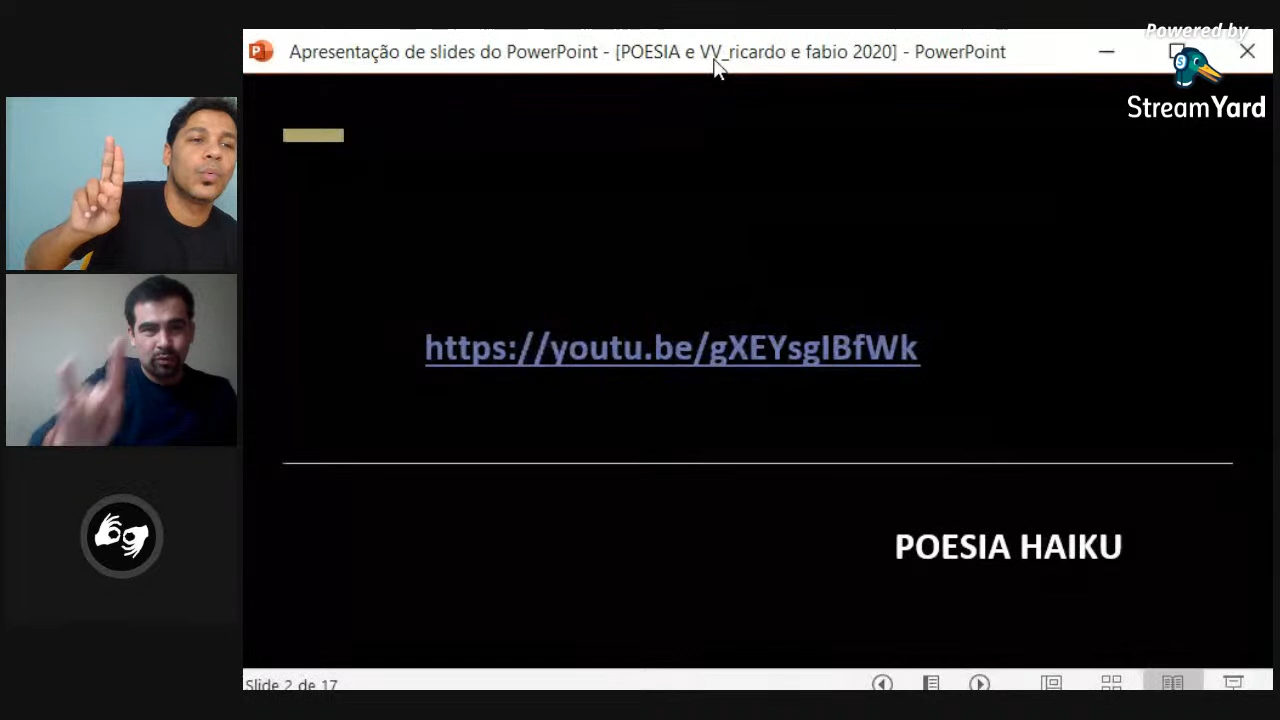 Apresentação de slides do PowerPoint - [POESIA e VV_ricardo e fabio 2020] - PowerPoint
Powered by
StreamYard
https://youtu.be/gXEYsgIBfWk
POESIA HAIKU
Slide 2 de 17